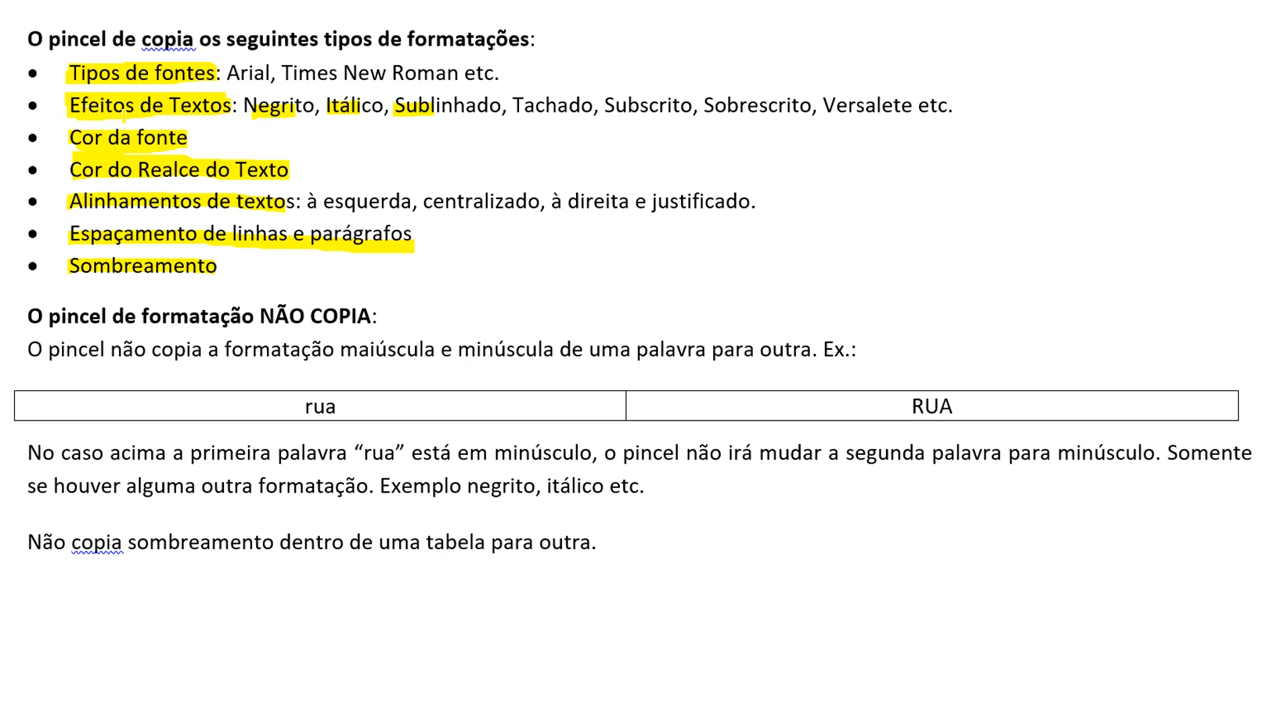 O pincel de copia os seguintes tipos de formatações:
• Tipos de fontes: Arial, Times New Roman etc.
• Efeitos de Textos: Negrito, Itálico, Sublinhado, Tachado, Subscrito, Sobrescrito, Versalete etc.
• Cor da fonte
• Cor do Realce do Texto
• Alinhamentos de textos: à esquerda, centralizado, à direita e justificado.
• Espaçamento de linhas e parágrafos
• Sombreamento
O pincel de formatação NÃO COPIA:
O pincel não copia a formatação maiúscula e minúscula de uma palavra para outra. Ex.:
rua RUA
No caso acima a primeira palavra “rua” está em minúsculo, o pincel não irá mudar a segunda palavra para minúsculo. Somente
se houver alguma outra formatação. Exemplo negrito, itálico etc.
Não copia sombreamento dentro de uma tabela para outra.